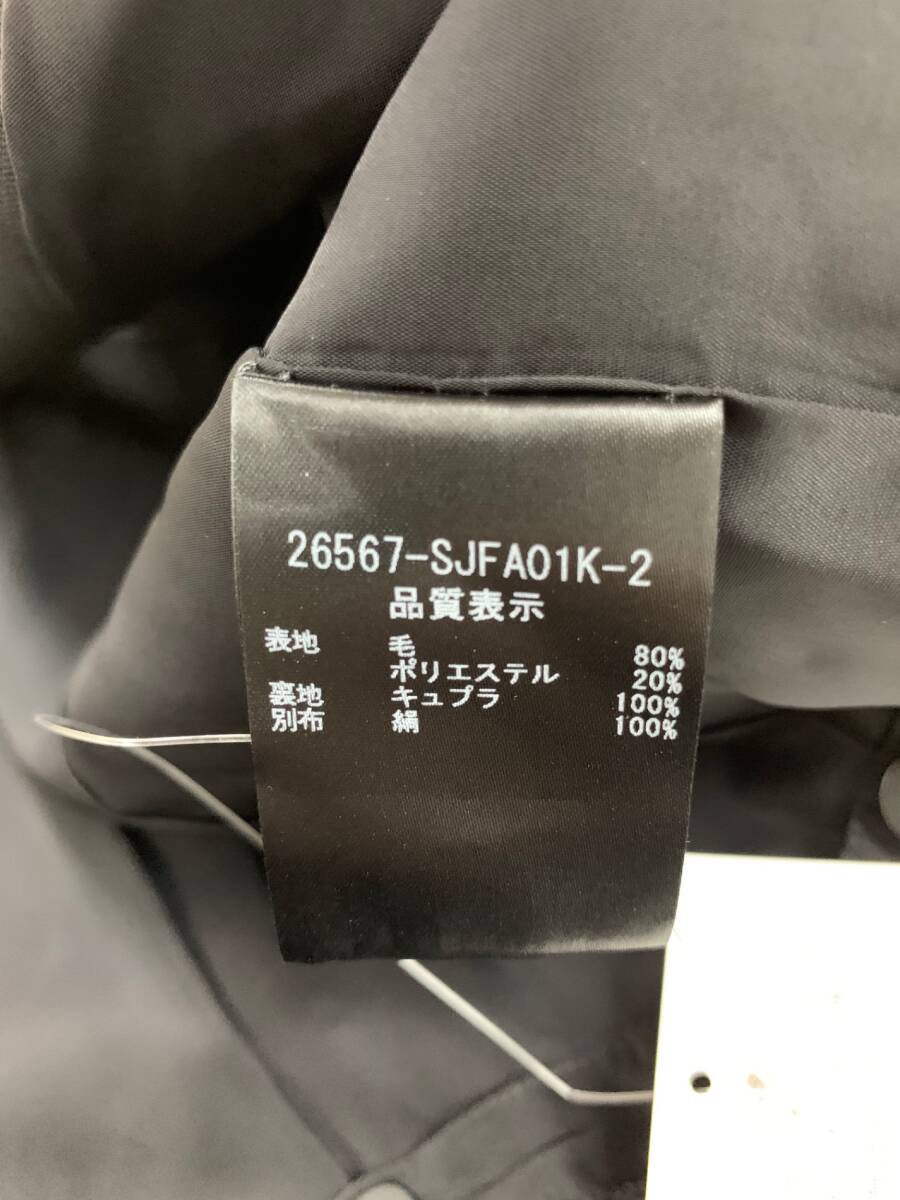 26567-SJFA01K-2
品質表示
表地 毛 80%
ポリエステル 20%
裏地 キュプラ 100%
別布 絹 100%